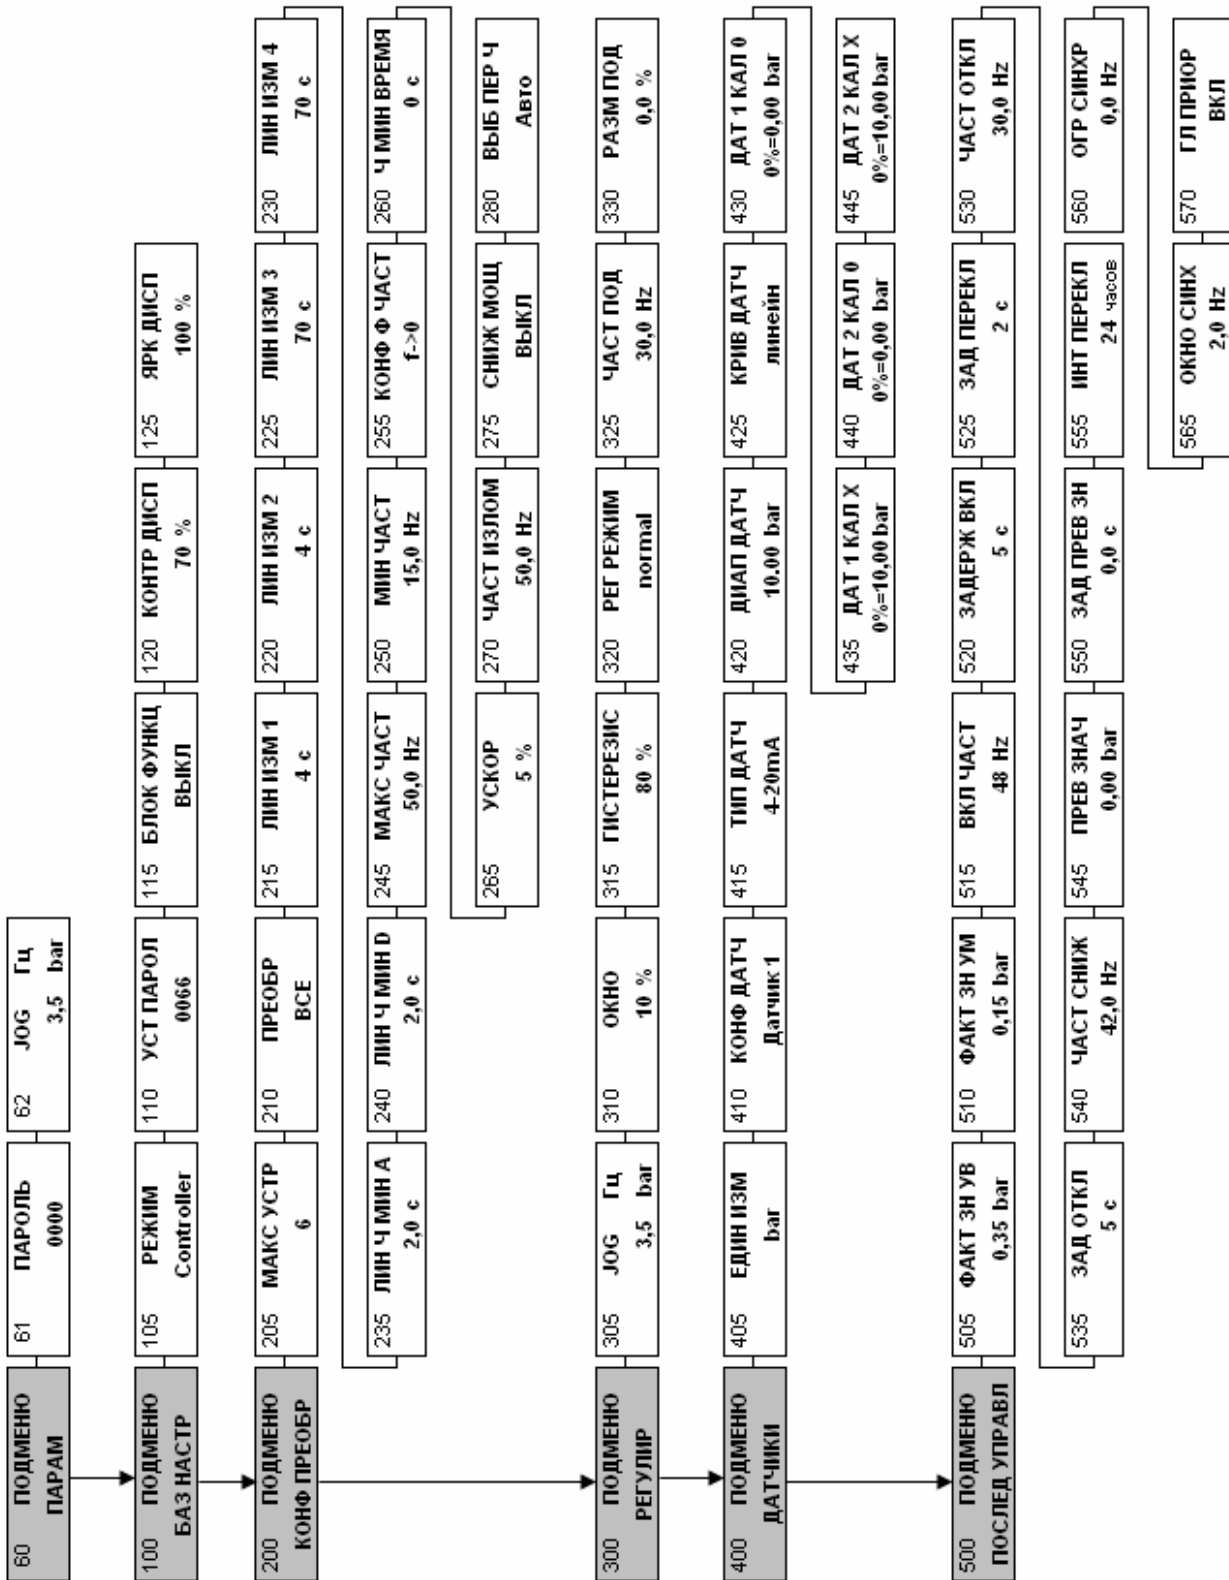 60 ПОДМЕНЮ
ПАРАМ
61 ПАРОЛЬ
0000
62 JOG Гц
3,5 bar
100 ПОДМЕНЮ
БАЗ НАСТР
105 РЕЖИМ
Controller
110 УСТ ПАРОЛ
0066
115 БЛОК ФУНКЦ
ВЫКЛ
120 КОНТР ДИСП
70 %
125 ЯРК ДИСП
100 %
200 ПОДМЕНЮ
КОНФ ПРЕОБР
205 МАКС УСТР
6
210 ПРЕОБР
ВСЕ
215 ЛИН ИЗМ 1
4 с
220 ЛИН ИЗМ 2
4 с
225 ЛИН ИЗМ 3
70 с
230 ЛИН ИЗМ 4
70 с
235 ЛИН Ч МИН А
2,0 с
240 ЛИН Ч МИН D
2,0 с
245 МАКС ЧАСТ
50,0 Hz
250 МИН ЧАСТ
15,0 Hz
255 КОНФ Ф ЧАСТ
f->0
260 Ч МИН ВРЕМЯ
0 с
265 УСКОР
5 %
270 ЧАСТ ИЗЛОМ
50,0 Hz
275 СНИЖ МОЩ
ВЫКЛ
280 ВЫБ ПЕР Ч
Авто
300 ПОДМЕНЮ
РЕГУЛИР
305 JOG Гц
3,5 bar
310 ОКНО
10 %
315 ГИСТЕРЕЗИС
80 %
320 РЕГ РЕЖИМ
normal
325 ЧАСТ ПОД
30,0 Hz
330 РАЗМ ПОД
0,0 %
400 ПОДМЕНЮ
ДАТЧИКИ
405 ЕДИН ИЗМ
bar
410 КОНФ ДАТЧ
Датчик 1
415 ТИП ДАТЧ
4-20mA
420 ДИАП ДАТЧ
10.00 bar
425 КРИВ ДАТЧ
линейн
430 ДАТ 1 КАЛ 0
0%=0,00 bar
435 ДАТ 1 КАЛ X
0%=10,00 bar
440 ДАТ 2 КАЛ 0
0%=0,00 bar
445 ДАТ 2 КАЛ X
0%=10,00 bar
500 ПОДМЕНЮ
ПОСЛЕД УПРАВЛ
505 ФАКТ ЗН УВ
0,35 bar
510 ФАКТ ЗН УМ
0,15 bar
515 ВКЛ ЧАСТ
48 Hz
520 ЗАДЕРЖ ВКЛ
5 с
525 ЗАД ПЕРЕКЛ
2 с
530 ЧАСТ ОТКЛ
30,0 Hz
535 ЗАД ОТКЛ
5 с
540 ЧАСТ СНИЖ
42,0 Hz
545 ПРЕВ ЗНАЧ
0,00 bar
550 ЗАД ПРЕВ ЗН
0,0 с
555 ИНТ ПЕРЕКЛ
24 часов
560 ОГР СИНХР
0,0 Hz
565 ОКНО СИНХ
2,0 Hz
570 ГЛ ПРИОР
ВКЛ